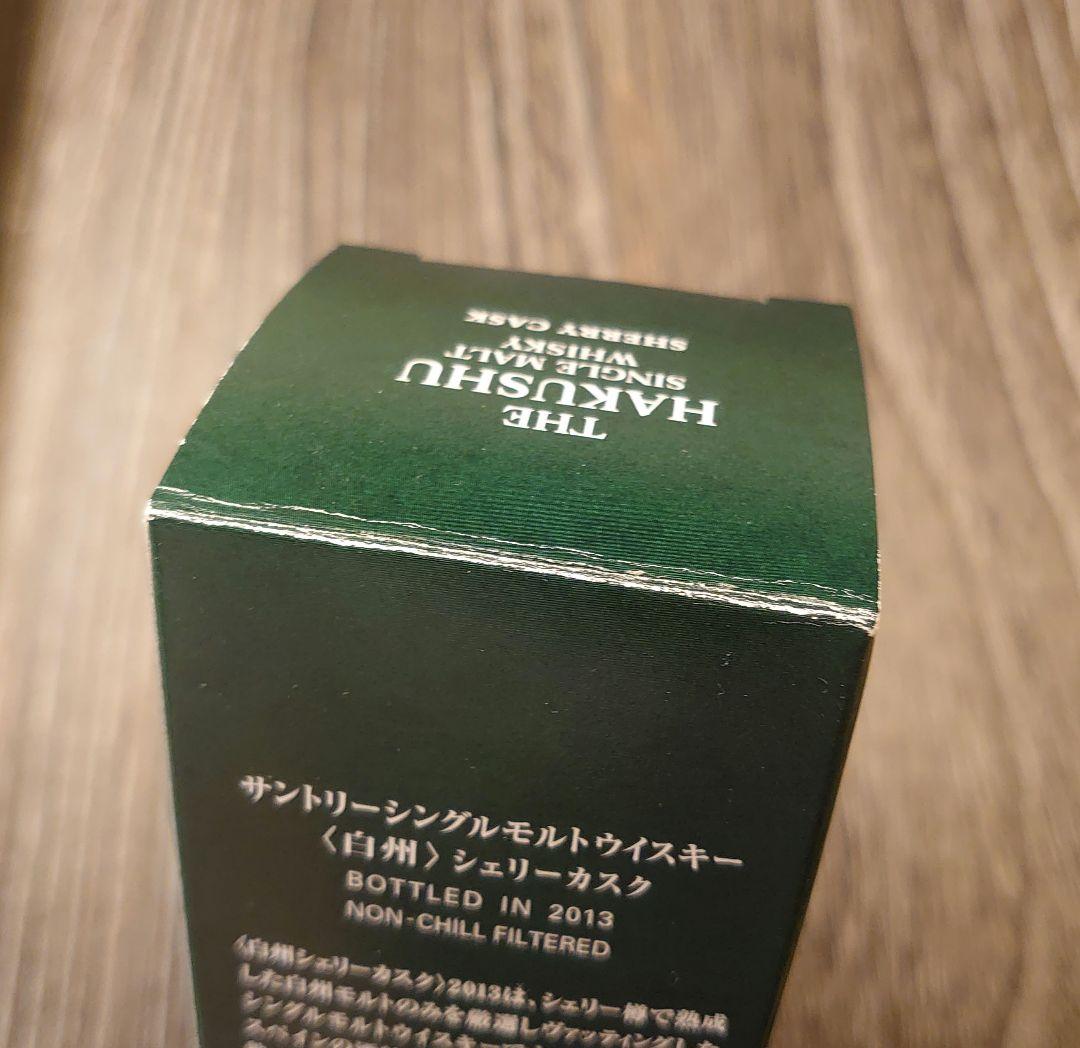 THE
HAKUSHU
SINGLE MALT
WHISKY
SHERRY CASK
サントリーシングルモルトウイスキー
〈白州〉シェリーカスク
BOTTLED IN 2013
NON-CHILL FILTERED
〈白州シェリーカスク〉2013は、シェリー樽で熟成
した白州モルトのみを厳選しヴァッティングした
シングルモルトウイスキー
スペインの